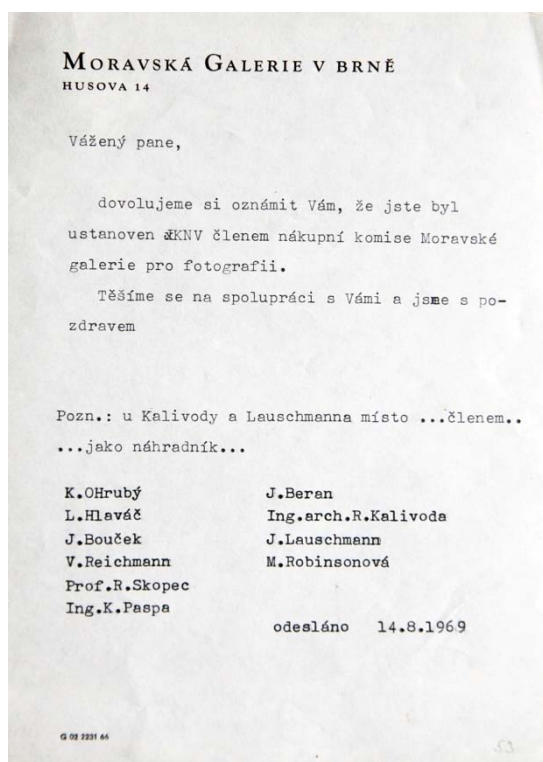 MORAVSKÁ GALERIE V BRNĚ
HUSOVA 14
Vážený pane,
dovolujeme si oznámit Vám, že jste byl
ustanoven KNV členem nákupní komise Moravské
galerie pro fotografii.
Těšíme se na spolupráci s Vámi a jsme s po-
zdravem
Pozn.: u Kalivody a Lauschmanna místo ...členem..
...jako náhradník...
K.OHrubý J.Beran
L.Hlaváč Ing.arch.R.Kalivoda
J.Bouček J.Lauschmann
V.Reichmann M.Robinsonová
Prof.R.Skopec
Ing.K.Paspa
odesláno 14.8.1969
G 02 2231 66
53